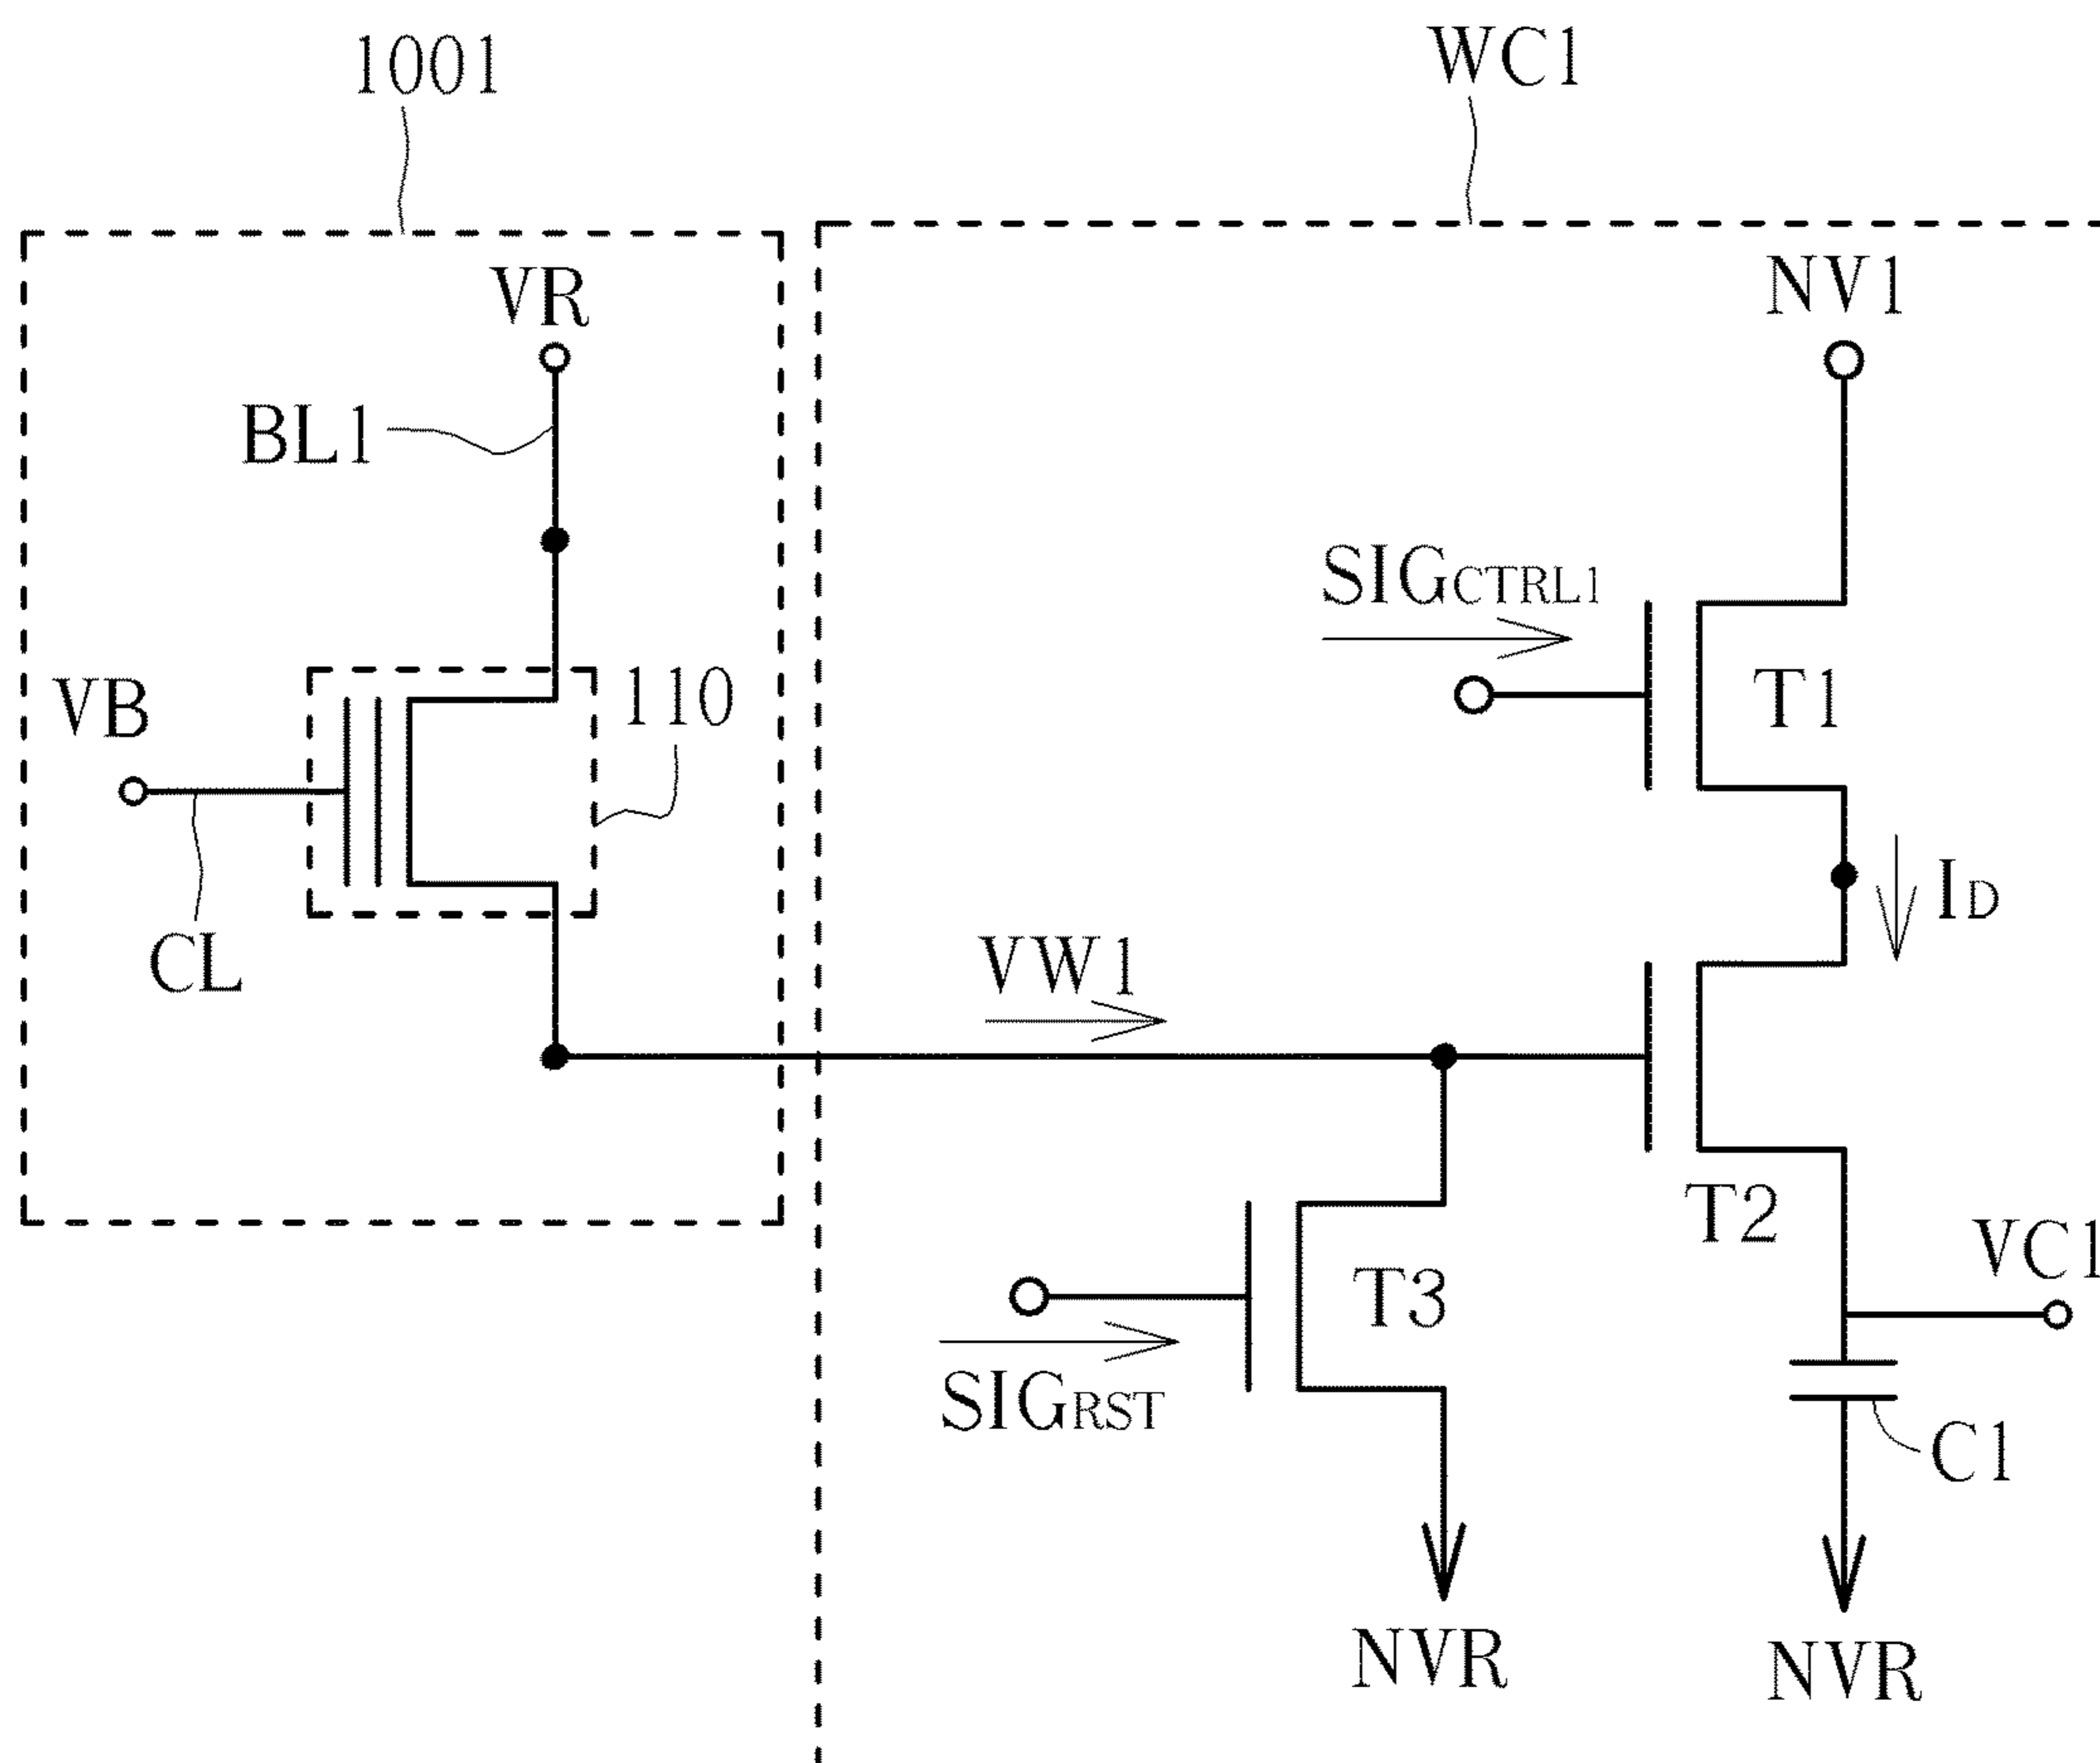 1001
WC1
VR
NV1
BL1
SIGCTRL1
VB
110
T1
CL
ID
VW1
T2
VC1
T3
SIGRST
C1
NVR
NVR